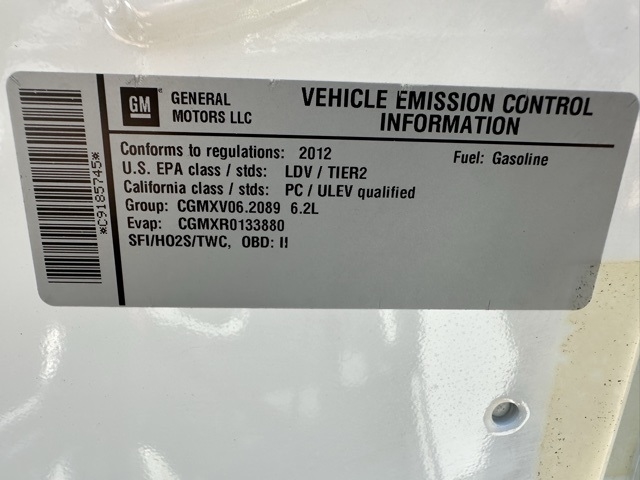 *C9185745*
GM
GENERAL
MOTORS LLC
VEHICLE EMISSION CONTROL
INFORMATION
Conforms to regulations: 2012 Fuel: Gasoline
U.S. EPA class / stds: LDV / TIER2
California class / stds: PC / ULEV qualified
Group: CGMXV06.2089 6.2L
Evap: CGMXR0133880
SFI/HO2S/TWC, OBD: II